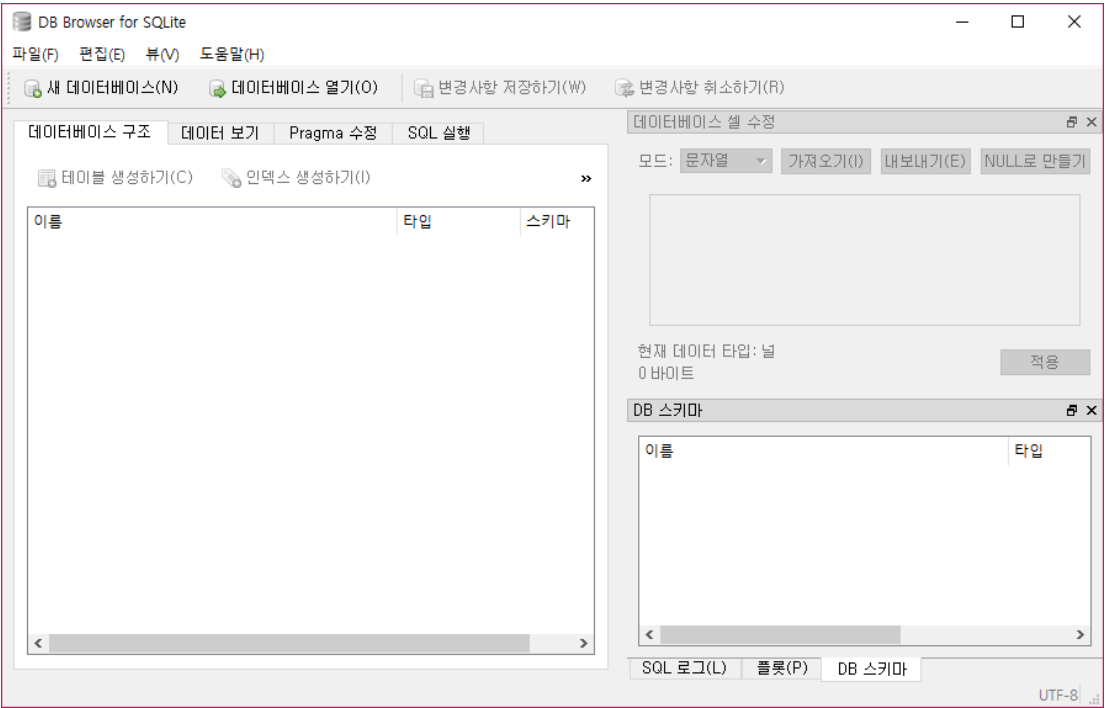 DB Browser for SQLite
파일(F) 편집(E) 뷰(V) 도움말(H)
새 데이터베이스(N) 데이터베이스 열기(O) 변경사항 저장하기(W) 변경사항 취소하기(R)
데이터베이스 구조 데이터 보기 Pragma 수정 SQL 실행
테이블 생성하기(C) 인덱스 생성하기(I) »
이름 타입 스키마
데이터베이스 셀 수정
모드: 문자열 가져오기(I) 내보내기(E) NULL로 만들기
현재 데이터 타입: 널
0 바이트
적용
DB 스키마
이름 타입
SQL 로그(L) 플롯(P) DB 스키마
UTF-8